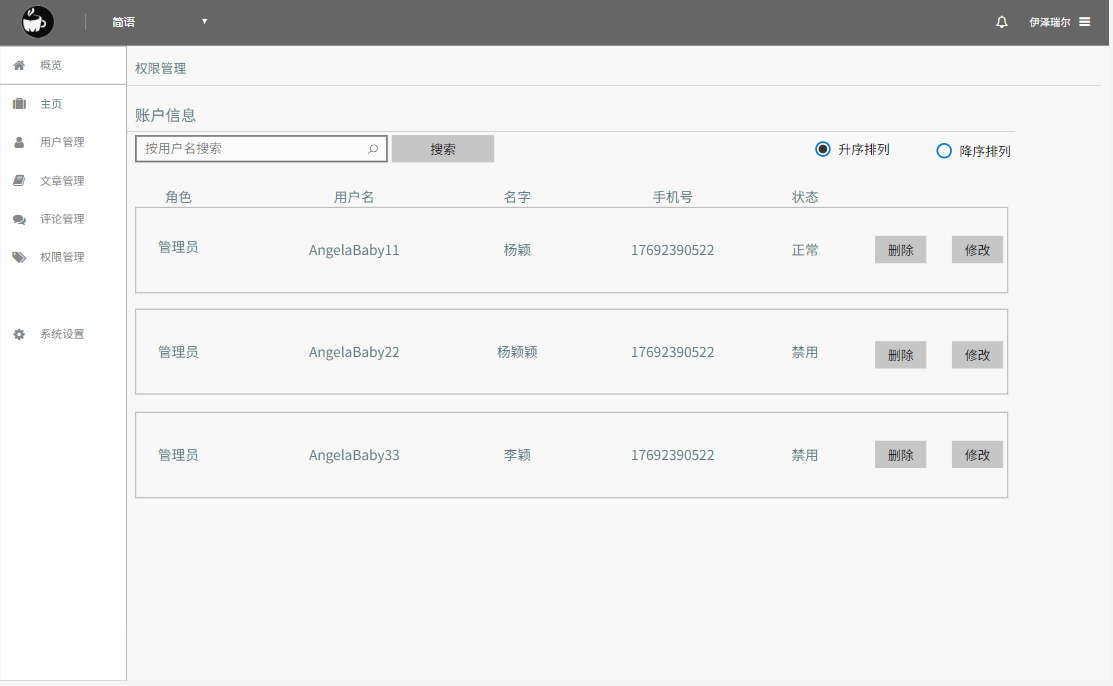 简语
伊泽瑞尔
概览
主页
用户管理
文章管理
评论管理
权限管理
系统设置
权限管理
账户信息
按用户名搜索 搜索 升序排列 降序排列
角色 用户名 名字 手机号 状态
管理员 AngelaBaby11 杨颖 17692390522 正常 删除 修改
管理员 AngelaBaby22 杨颖颖 17692390522 禁用 删除 修改
管理员 AngelaBaby33 李颖 17692390522 禁用 删除 修改